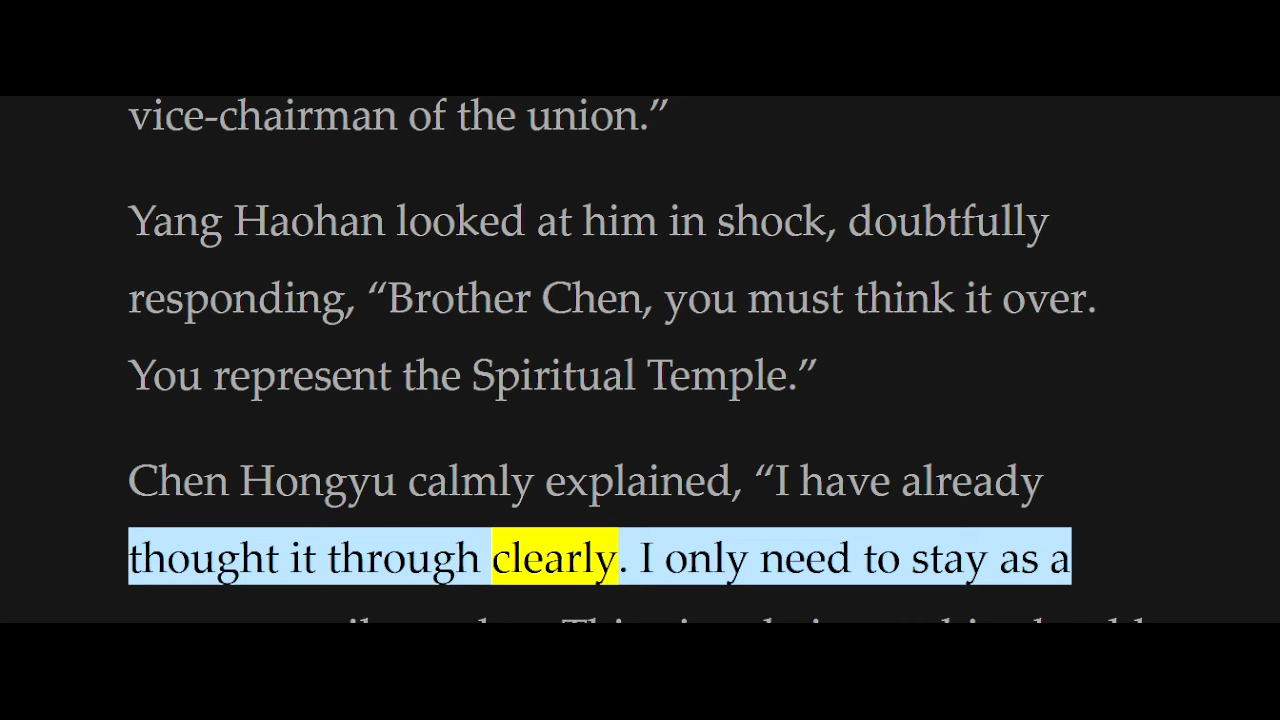 vice-chairman of the union.”
Yang Haohan looked at him in shock, doubtfully
responding, “Brother Chen, you must think it over.
You represent the Spiritual Temple.”
Chen Hongyu calmly explained, “I have already
thought it through clearly. I only need to stay as a